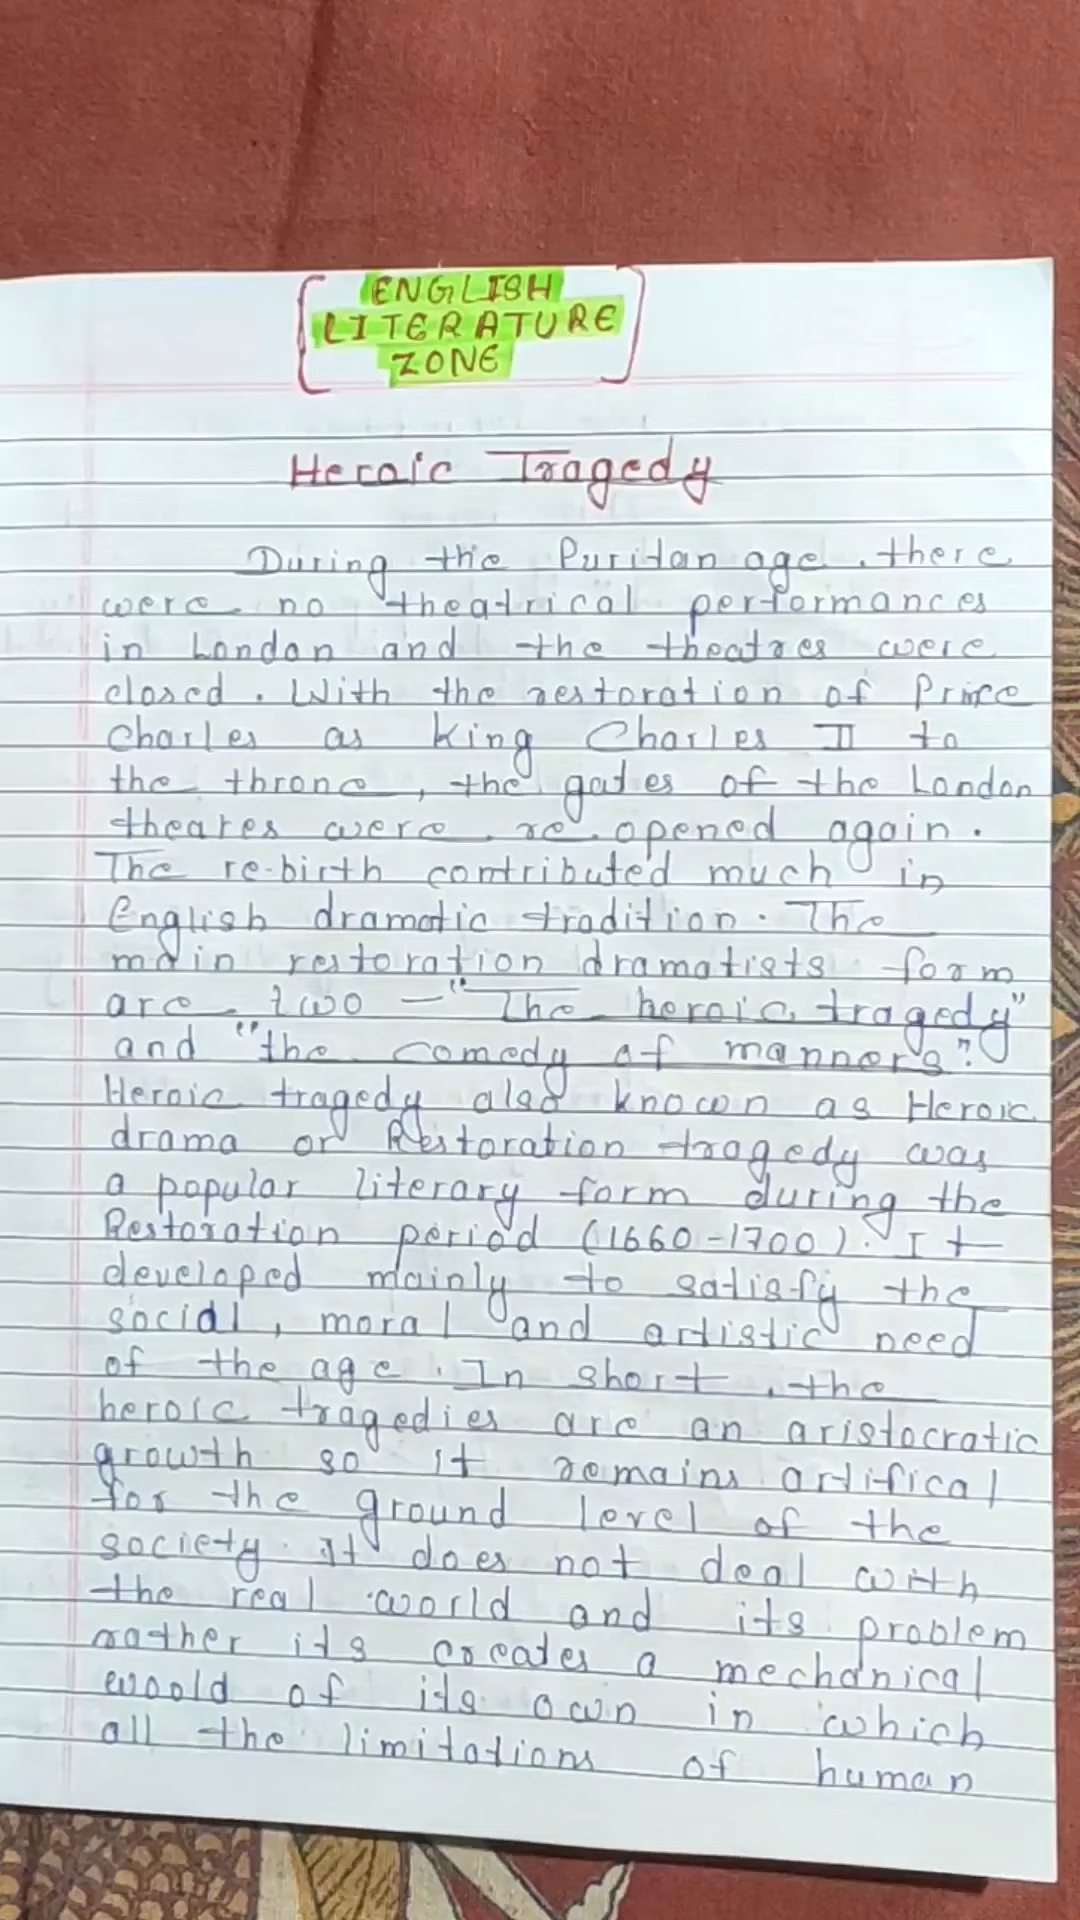 ENGLISH
LITERATURE
ZONE
Heroic Tragedy
During the Puritan age, there
were no theatrical performances
in London and the theatres were
closed. With the restoration of Prince
Charles as King Charles II to
the throne, the gates of the London
theares were re opened again.
The re-birth contributed much in
English dramatic tradition. The
main restoration dramatists form
are two - "The heroic tragedy"
and "the comedy of manners".
Heroic tragedy also known as Heroic
drama or Restoration tragedy was
a popular literary form during the
Restoration period (1660-1700). It
developed mainly to satisfy the
social, moral and artistic need
of the age. In short, the
heroic tragedies are an aristocratic
growth so it remains artifical
for the ground level of the
society. It does not deal with
the real world and its problem
rather its creates a mechanical
woold of its own in which
all the limitations of human